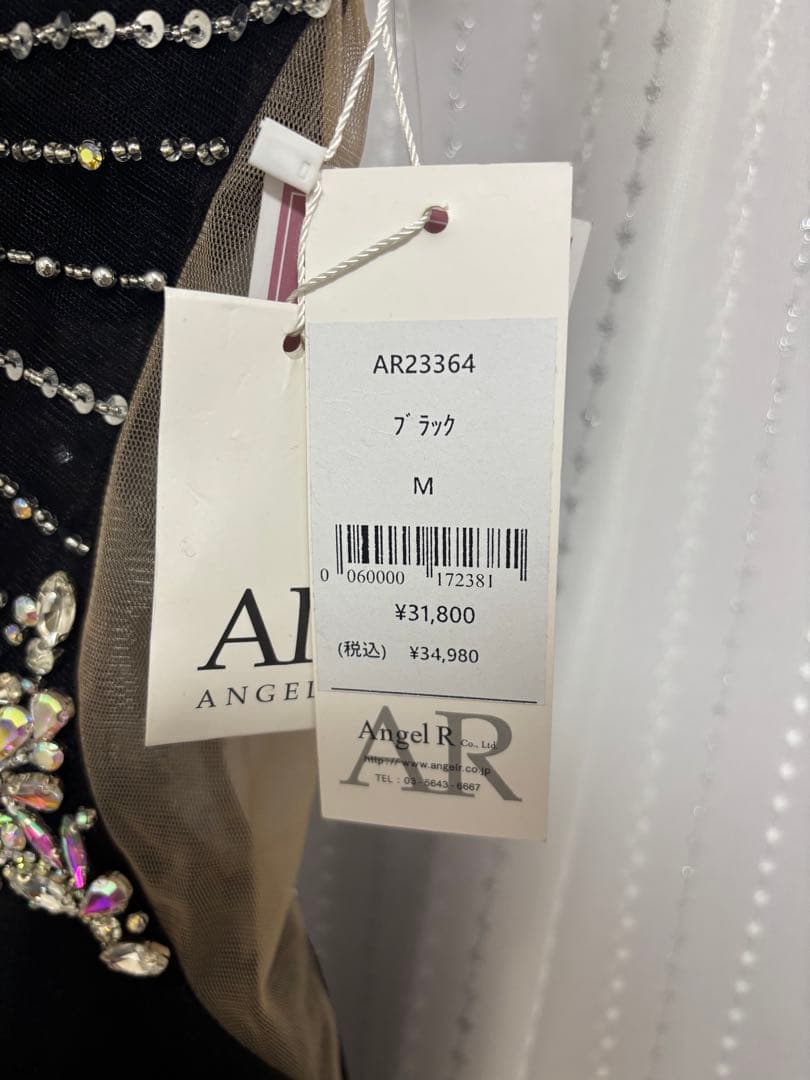 AR23364
ﾌﾞﾗｯｸ
M
0 060000 172381
¥31,800
(税込) ¥34,980
Angel R Co., Ltd.
http://www.angelr.co.jp
TEL : 03-5643-6667
AR
A
ANGEL